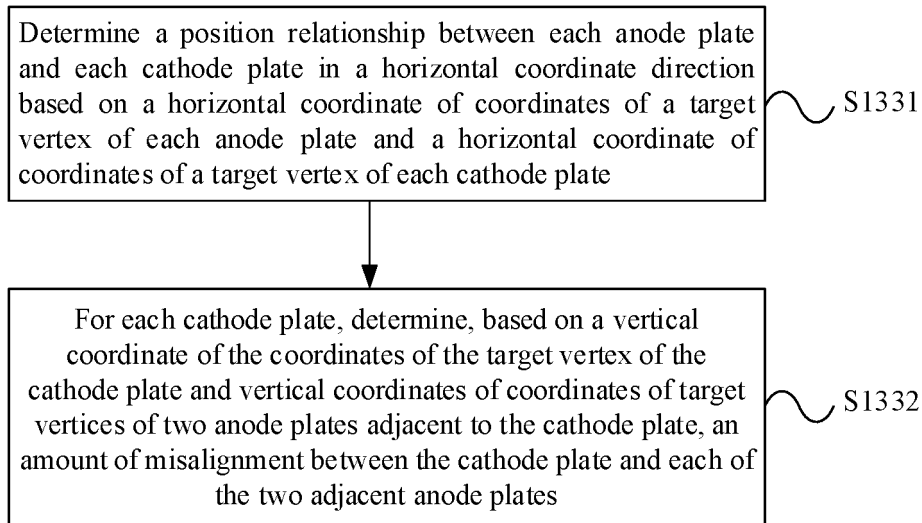 Determine a position relationship between each anode plate
and each cathode plate in a horizontal coordinate direction
based on a horizontal coordinate of coordinates of a target
vertex of each anode plate and a horizontal coordinate of
coordinates of a target vertex of each cathode plate
S1331
For each cathode plate, determine, based on a vertical
coordinate of the coordinates of the target vertex of the
cathode plate and vertical coordinates of coordinates of target
vertices of two anode plates adjacent to the cathode plate, an
amount of misalignment between the cathode plate and each of
the two adjacent anode plates
S1332